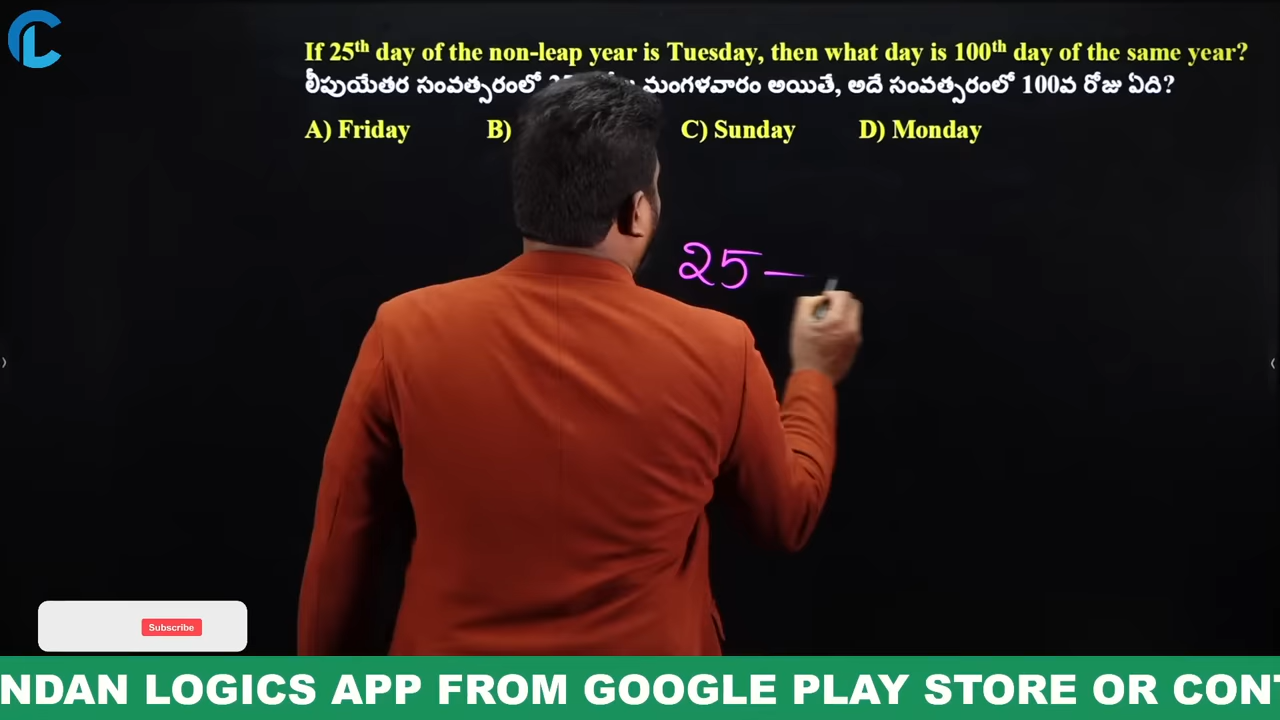 If 25th day of the non-leap year is Tuesday, then what day is 100th day of the same year?
లీపుయేతర సంవత్సరంలో మంగళవారం అయితే, అదే సంవత్సరంలో 100వ రోజు ఏది?
A) Friday B) C) Sunday D) Monday
25 —
Subscribe
NDAN LOGICS APP FROM GOOGLE PLAY STORE OR CONT